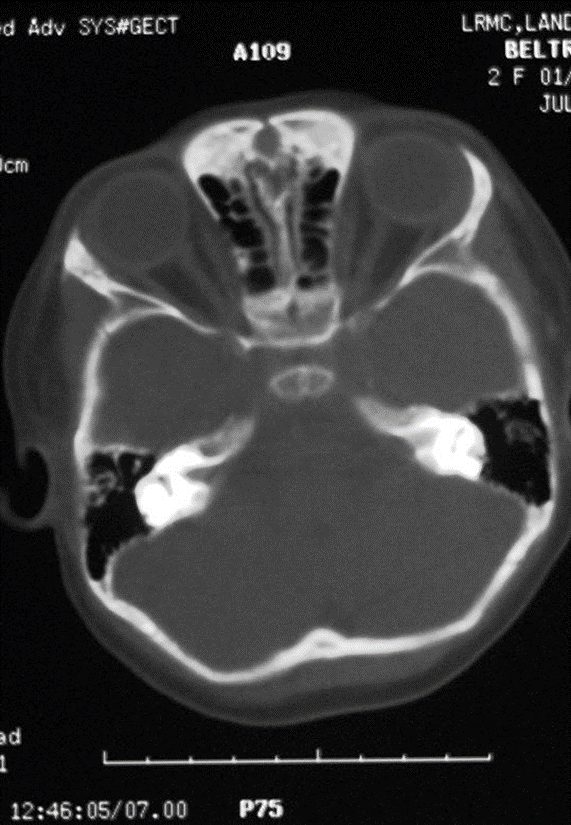 ed Adv SYS#GECT
A109
LRMC,LAND
BELTR
2 F 01/
JUL
cm
ad
1
12:46:05/07.00
P75